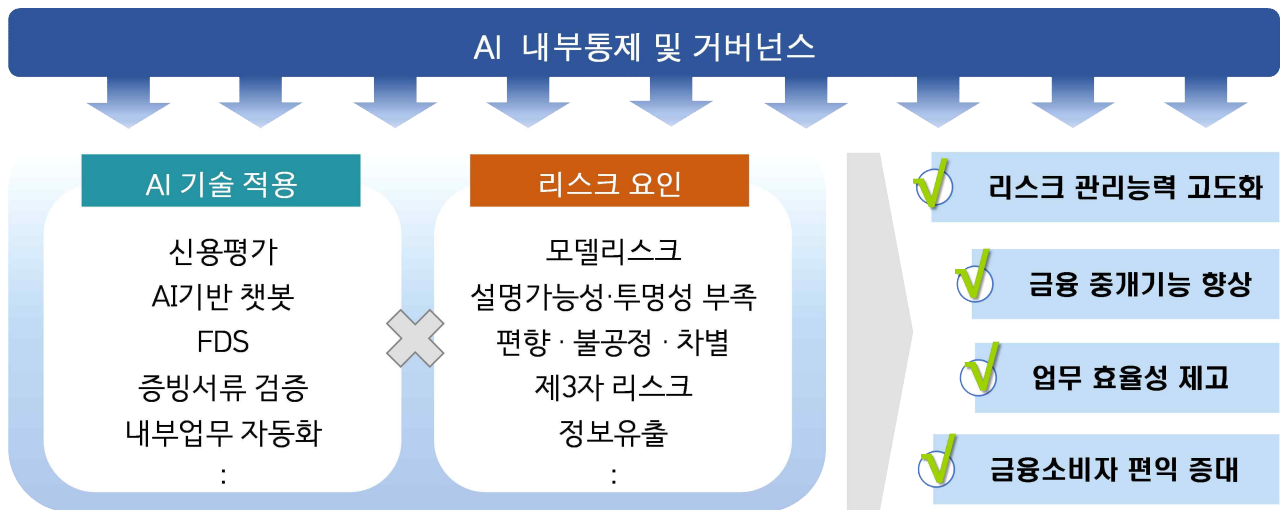 AI 내부통제 및 거버넌스
AI 기술 적용
신용평가
AI기반 챗봇
FDS
증빙서류 검증
내부업무 자동화
:
리스크 요인
모델리스크
설명가능성·투명성 부족
편향 · 불공정 · 차별
제3자 리스크
정보유출
:
리스크 관리능력 고도화
금융 중개기능 향상
업무 효율성 제고
금융소비자 편익 증대